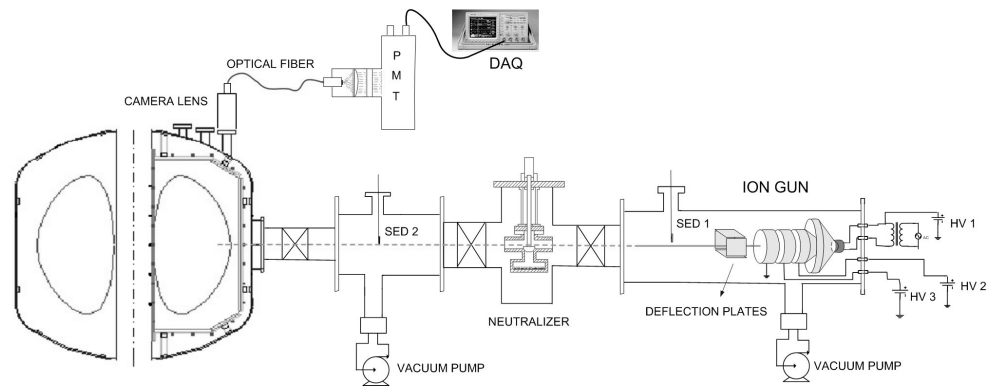 OPTICAL FIBER
P
M
T
DAQ
CAMERA LENS
SED 2
SED 1
ION GUN
HV 1
AC
HV 2
HV 3
NEUTRALIZER
DEFLECTION PLATES
VACUUM PUMP
VACUUM PUMP